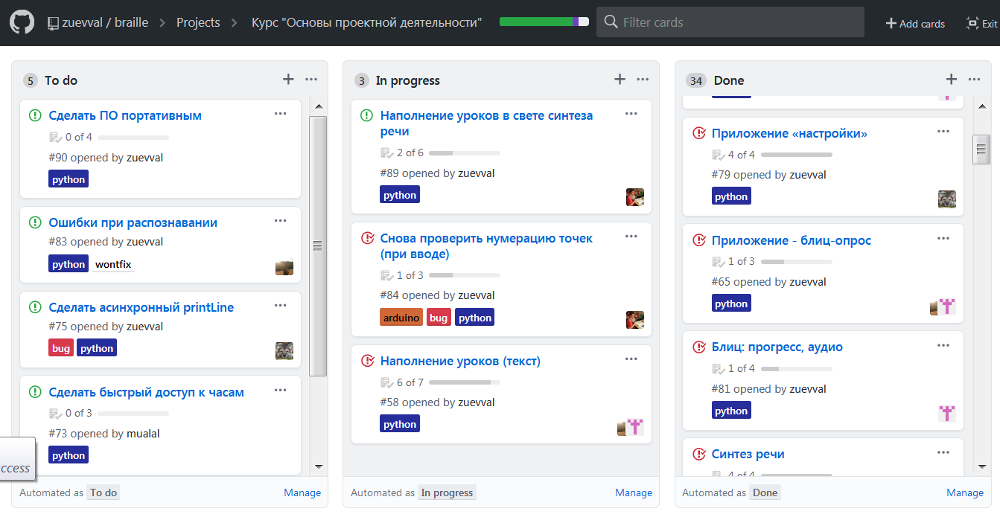 zuevval / braille > Projects > Курс "Основы проектной деятельности"
Filter cards
Add cards
Exit
5 To do
Сделать ПО портативным
0 of 4
#90 opened by zuevval
python
Ошибки при распознавании
#83 opened by zuevval
python wontfix
Сделать асинхронный printLine
#75 opened by zuevval
bug python
Сделать быстрый доступ к часам
0 of 3
#73 opened by mualal
python
ccess
Automated as To do
Manage
3 In progress
Наполнение уроков в свете синтеза
речи
2 of 6
#89 opened by zuevval
python
Снова проверить нумерацию точек
(при вводе)
1 of 3
#84 opened by zuevval
arduino bug python
Наполнение уроков (текст)
6 of 7
#58 opened by zuevval
python
Automated as In progress
Manage
34 Done
Приложение «настройки»
4 of 4
#79 opened by zuevval
python
Приложение - блиц-опрос
1 of 3
#65 opened by zuevval
python
Блиц: прогресс, аудио
1 of 4
#81 opened by zuevval
python
Синтез речи
4 of 4
Automated as Done
Manage